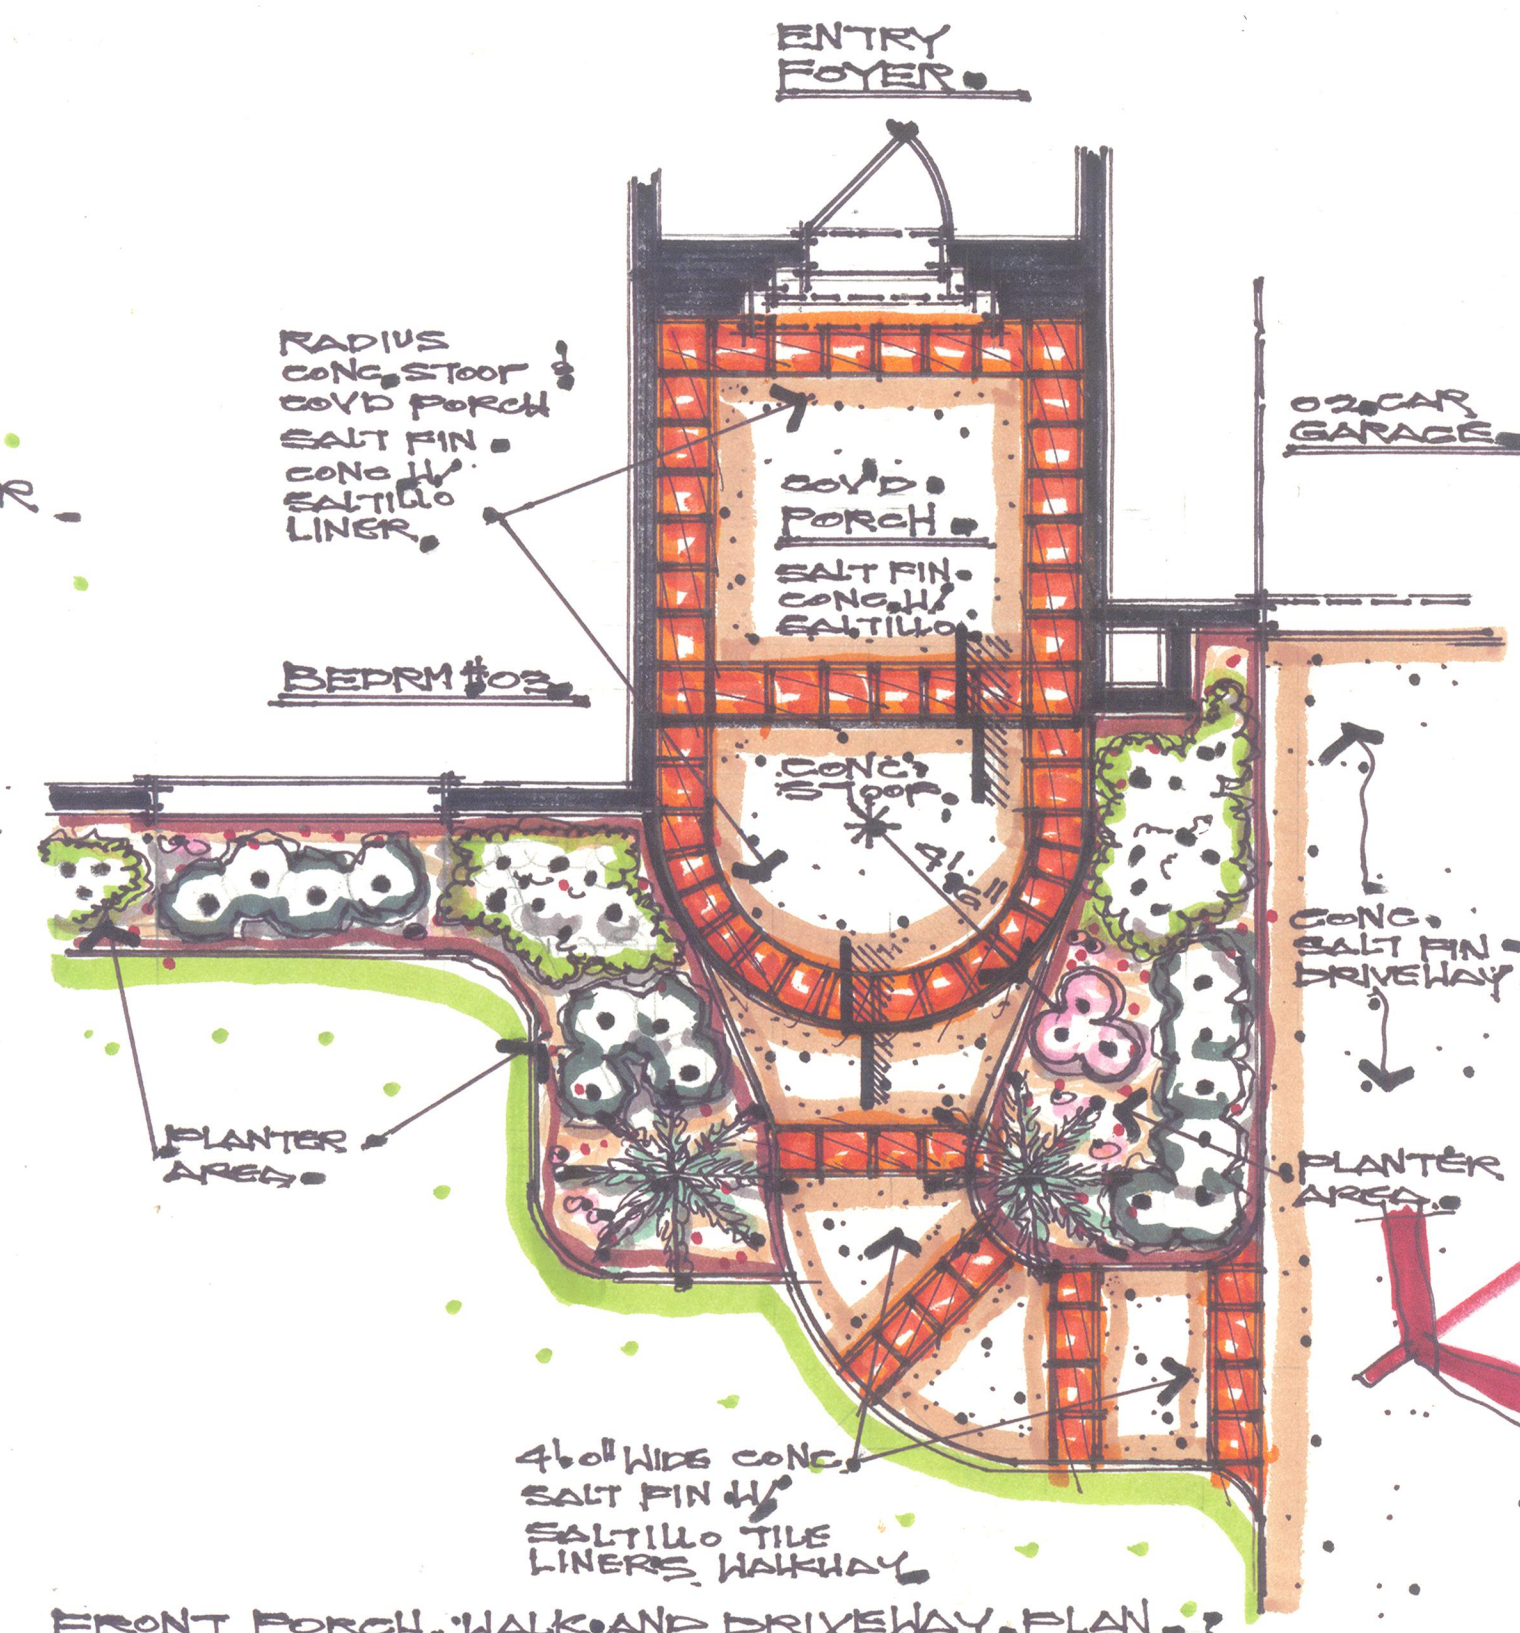 ENTRY
FOYER.
RADIUS
CONC. STOOP &
COV'D PORCH
SALT FIN.
CONC. W/
SALTILLO
LINER.
02.CAR
GARAGE.
R.
COV'D.
PORCH.
SALT FIN.
CONC. W/
SALTILLO.
BEDRM #03.
CONC.
STOOP.
CONC.
SALT FIN.
DRIVEWAY
PLANTER
AREA.
PLANTER
AREA.
4'-0" WIDE CONC.
SALT FIN. W/
SALTILLO TILE
LINERS WALKWAY.
FRONT PORCH, WALK AND DRIVEWAY PLAN.